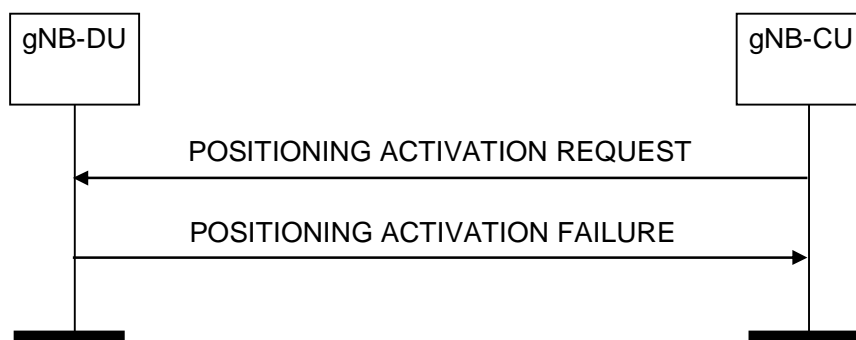 gNB-DU
gNB-CU
POSITIONING ACTIVATION REQUEST
POSITIONING ACTIVATION FAILURE